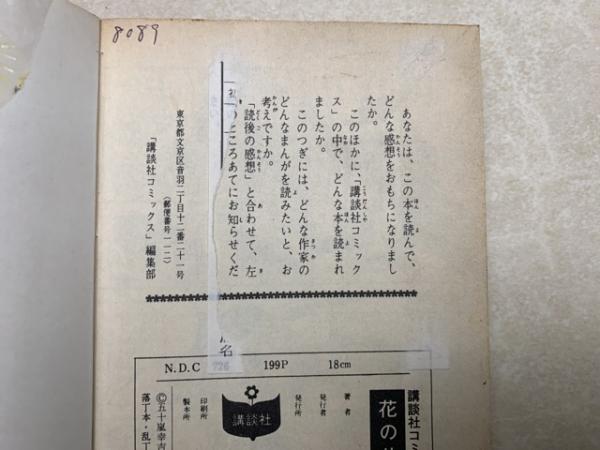 8089
あなたは、この本を読んで、
どんな感想をおもちになりまし
たか。
このほかに、「講談社コミック
ス」の中で、どんな本を読まれ
ましたか。
このつぎには、どんな作家の
どんなまんがを読みたいと、お
考えですか。
「読後の感想」と合わせて、左
のところあてにお知らせくだ
東京都文京区音羽二丁目十二番二十一号
(郵便番号一一二)
「講談社コミックス」編集部
名
N.D.C 726 199P 18cm
講談社コミ
花の
著者
発行者
発行所
講談社
印刷所
製本所
©五十嵐幸吉
落丁本・乱丁